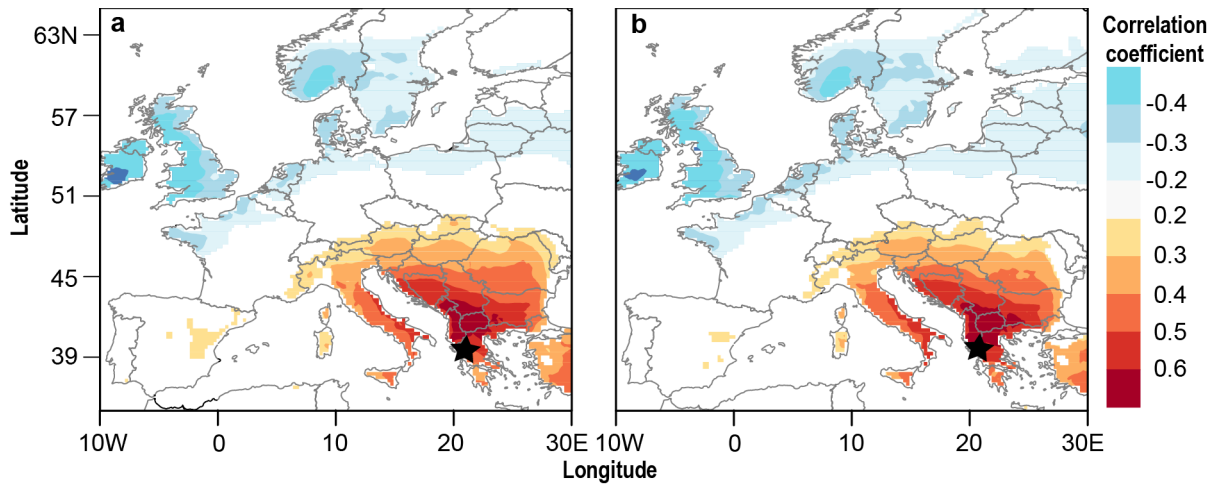 a
b
Correlation
coefficient
63N
57
51
45
39
Latitude
-0.4
-0.3
-0.2
0.2
0.3
0.4
0.5
0.6
10W
0
10
20
30E
10W
0
10
20
30E
Longitude